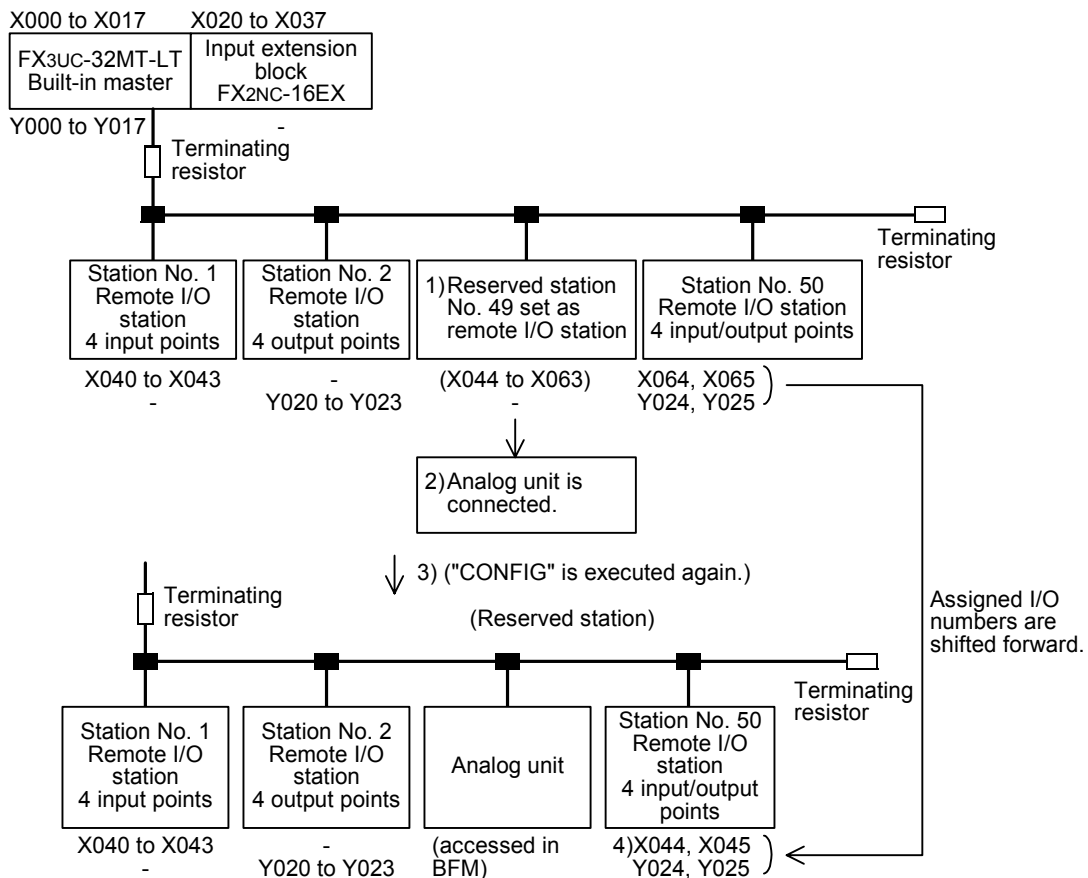 X000 to X017
X020 to X037
FX3UC-32MT-LT
Built-in master
Input extension
block
FX2NC-16EX
Y000 to Y017
-
Terminating
resistor
Terminating
resistor
Station No. 1
Remote I/O
station
4 input points
Station No. 2
Remote I/O
station
4 output points
1)Reserved station
No. 49 set as
remote I/O station
Station No. 50
Remote I/O station
4 input/output points
X040 to X043
-
-
Y020 to Y023
(X044 to X063)
-
X064, X065
Y024, Y025
2)Analog unit is
connected.
3) ("CONFIG" is executed again.)
Assigned I/O
numbers are
shifted forward.
Terminating
resistor
(Reserved station)
Terminating
resistor
Station No. 1
Remote I/O
station
4 input points
Station No. 2
Remote I/O
station
4 output points
Analog unit
Station No. 50
Remote I/O
station
4 input/output
points
X040 to X043
-
-
Y020 to Y023
(accessed in
BFM)
4)X044, X045
Y024, Y025